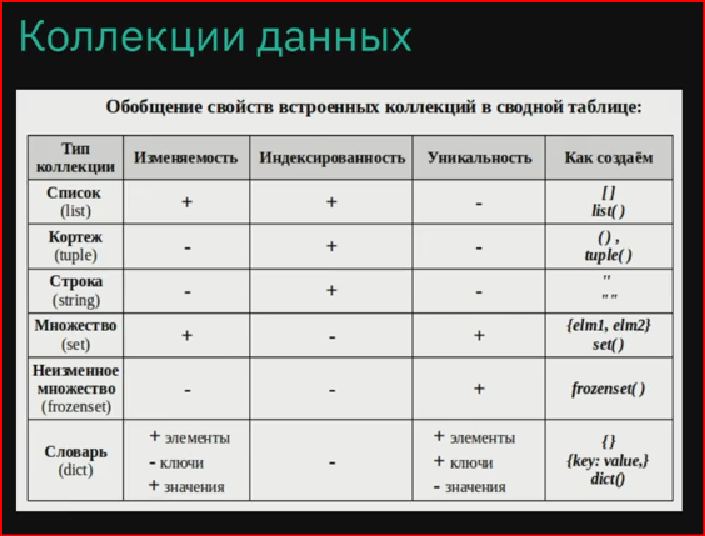 Коллекции данных
Обобщение свойств встроенных коллекций в сводной таблице:
Тип коллекции Изменяемость Индексированность Уникальность Как создаём
Список (list) + + - [] list()
Кортеж (tuple) - + - () , tuple()
Строка (string) - + - '' ""
Множество (set) + - + {elm1, elm2} set()
Неизменное множество (frozenset) - - + frozenset()
Словарь (dict) + элементы - ключи + значения - + элементы + ключи - значения {} {key: value,} dict()